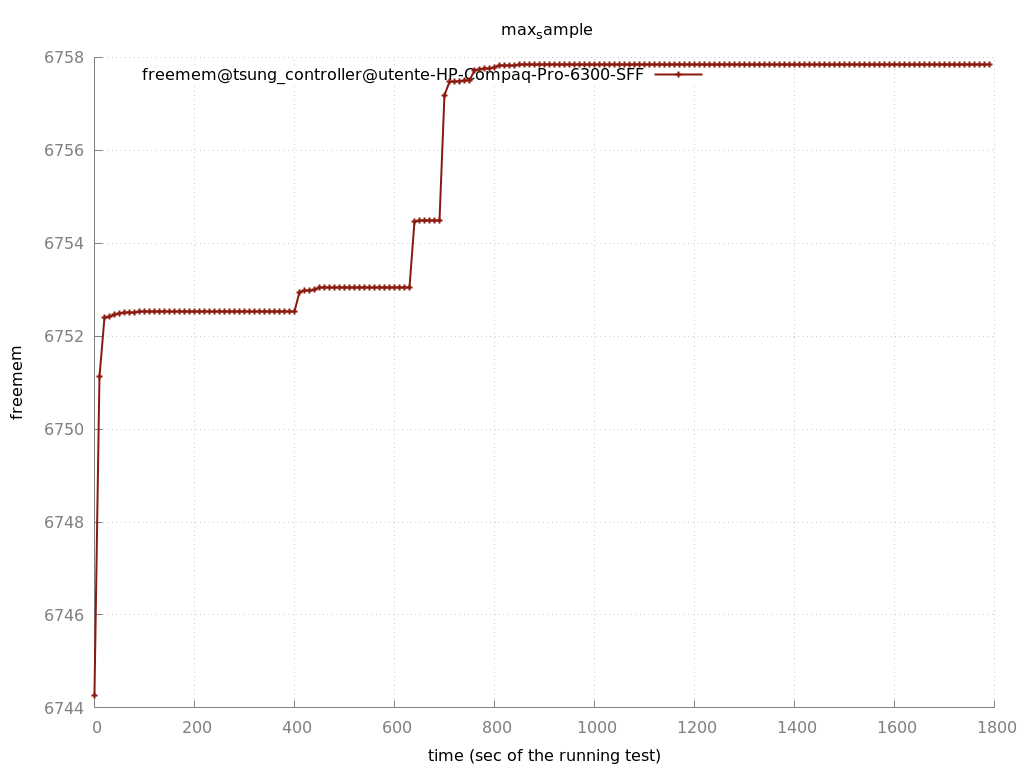 max_sample
6758
freemem@tsung_controller@utente-HP-Compaq-Pro-6300-SFF
6756
6754
6752
6750
6748
6746
6744
freemem
0 200 400 600 800 1000 1200 1400 1600 1800
time (sec of the running test)